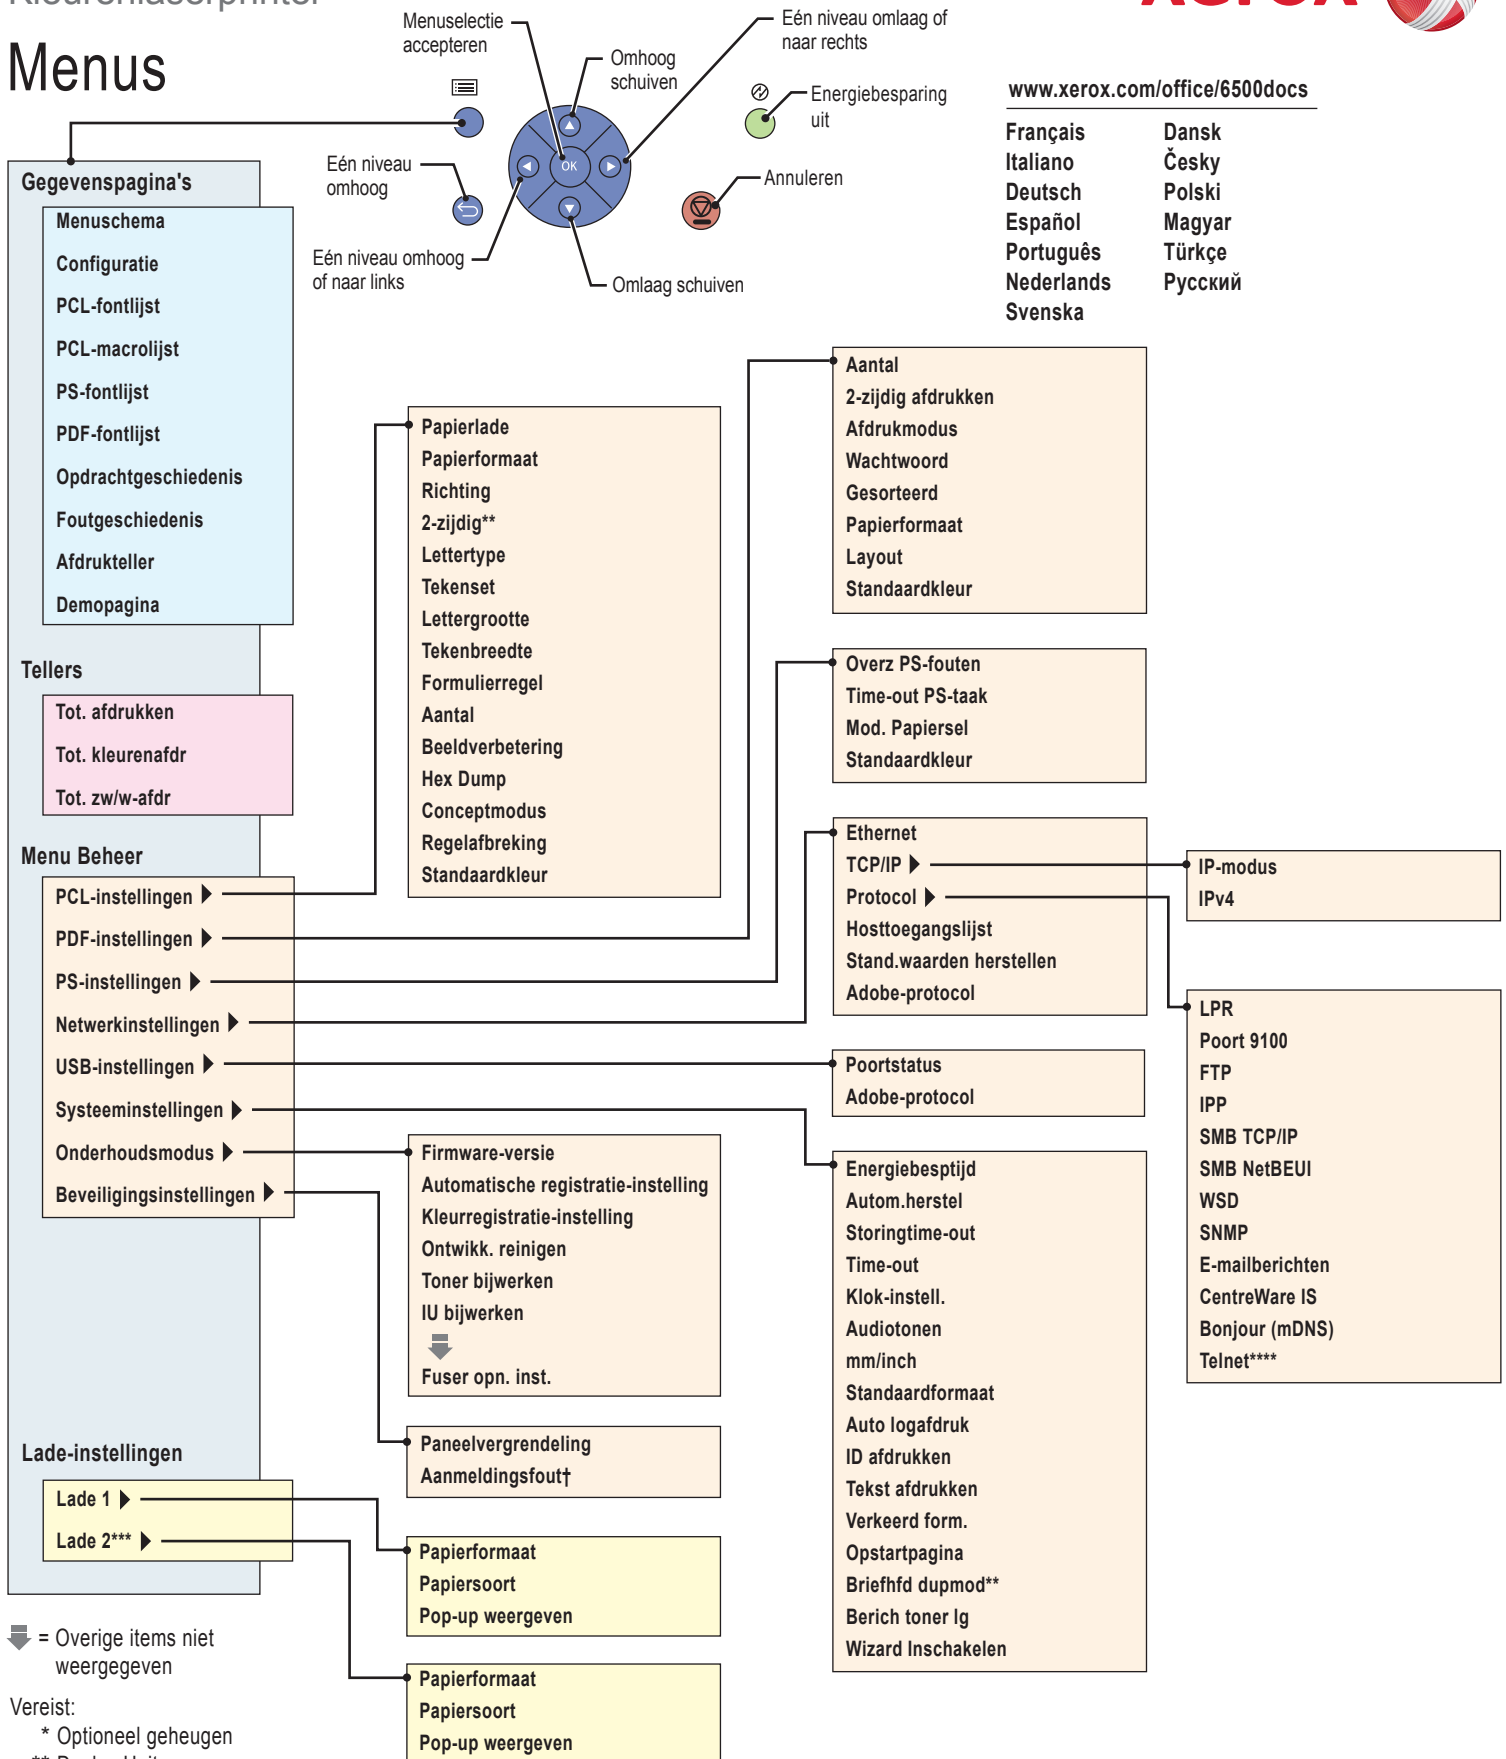 Menus
Menuselectie
accepteren
Omhoog
schuiven
Eén niveau omlaag of
naar rechts
Energiebesparing
uit
Eén niveau
omhoog
OK
Annuleren
Eén niveau omhoog
of naar links
Omlaag schuiven
www.xerox.com/office/6500docs
Français
Italiano
Deutsch
Español
Português
Nederlands
Svenska
Dansk
Česky
Polski
Magyar
Türkçe
Русский
Gegevenspagina's
Menuschema
Configuratie
PCL-fontlijst
PCL-macrolijst
PS-fontlijst
PDF-fontlijst
Opdrachtgeschiedenis
Foutgeschiedenis
Afdrukteller
Demopagina
Tellers
Tot. afdrukken
Tot. kleurenafdr
Tot. zw/w-afdr
Menu Beheer
PCL-instellingen
PDF-instellingen
PS-instellingen
Netwerkinstellingen
USB-instellingen
Systeeminstellingen
Onderhoudsmodus
Beveiligingsinstellingen
Lade-instellingen
Lade 1
Lade 2***
Papierlade
Papierformaat
Richting
2-zijdig**
Lettertype
Tekenset
Lettergrootte
Tekenbreedte
Formulierregel
Aantal
Beeldverbetering
Hex Dump
Conceptmodus
Regelafbreking
Standaardkleur
Aantal
2-zijdig afdrukken
Afdrukmodus
Wachtwoord
Gesorteerd
Papierformaat
Layout
Standaardkleur
Overz PS-fouten
Time-out PS-taak
Mod. Papiersel
Standaardkleur
Ethernet
TCP/IP
Protocol
Hosttoegangslijst
Stand.waarden herstellen
Adobe-protocol
IP-modus
IPv4
LPR
Poort 9100
FTP
IPP
SMB TCP/IP
SMB NetBEUI
WSD
SNMP
E-mailberichten
CentreWare IS
Bonjour (mDNS)
Telnet****
Poortstatus
Adobe-protocol
Energiebesptijd
Autom.herstel
Storingtime-out
Time-out
Klok-instell.
Audiotonen
mm/inch
Standaardformaat
Auto logafdruk
ID afdrukken
Tekst afdrukken
Verkeerd form.
Opstartpagina
Briefhfd dupmod**
Berich toner lg
Wizard Inschakelen
Firmware-versie
Automatische registratie-instelling
Kleurregistratie-instelling
Ontwikk. reinigen
Toner bijwerken
IU bijwerken
Fuser opn. inst.
Paneelvergrendeling
Aanmeldingsfout†
Papierformaat
Papiersoort
Pop-up weergeven
Papierformaat
Papiersoort
Pop-up weergeven
= Overige items niet
weergegeven
Vereist:
* Optioneel geheugen